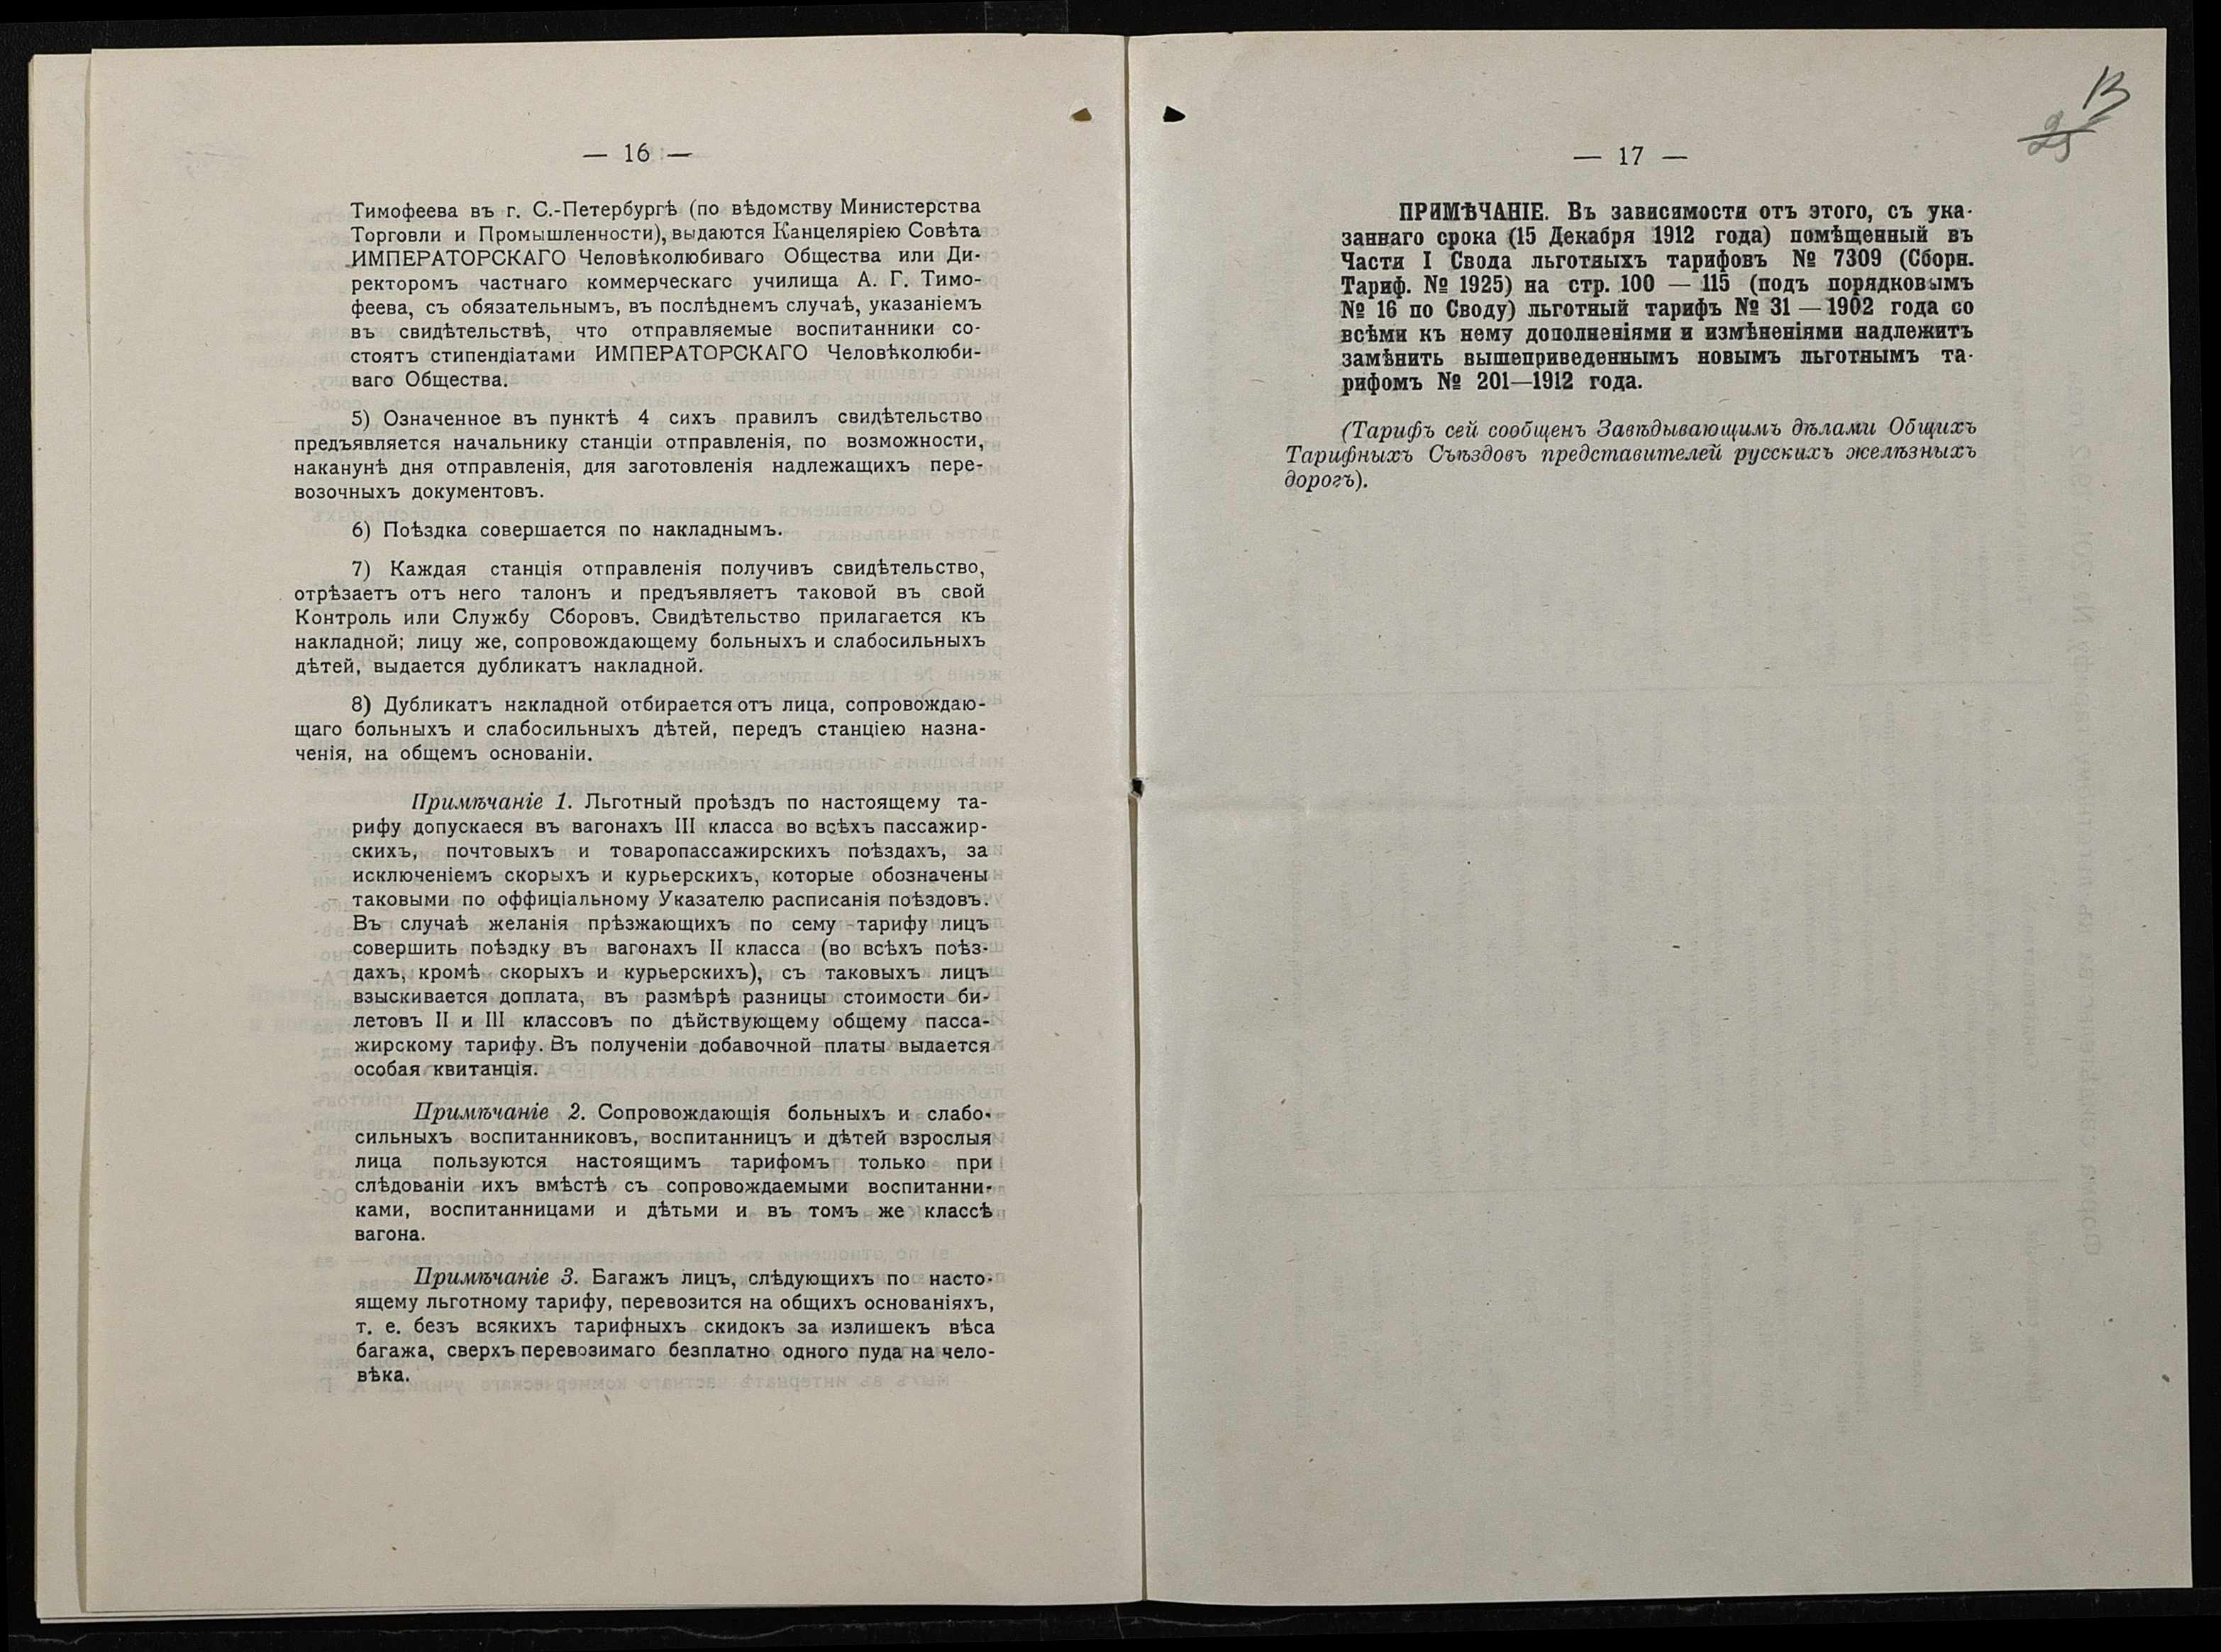 — 16 —
Тимофеева въ г. С.-Петербургѣ (по вѣдомству Министерства
Торговли и Промышленности), выдаются Канцеляріею Совѣта
ИМПЕРАТОРСКАГО Человѣколюбиваго Общества или Ди-
ректоромъ частнаго коммерческаго училища А. Г. Тимо-
феева, съ обязательнымъ, въ послѣднемъ случаѣ, указаніемъ
въ свидѣтельствѣ, что отправляемые воспитанники со-
стоятъ стипендіатами ИМПЕРАТОРСКАГО Человѣколюби-
ваго Общества.
5) Означенное въ пунктѣ 4 сихъ правилъ свидѣтельство
предъявляется начальнику станціи отправленія, по возможности,
наканунѣ дня отправленія, для заготовленія надлежащихъ пере-
возочныхъ документовъ.
6) Поѣздка совершается по накладнымъ.
7) Каждая станція отправленія получивъ свидѣтельство,
отрѣзаетъ отъ него талонъ и предъявляетъ таковой въ свой
Контроль или Службу Сборовъ. Свидѣтельство прилагается къ
накладной; лицу же, сопровождающему больныхъ и слабосильныхъ
дѣтей, выдается дубликатъ накладной.
8) Дубликатъ накладной отбирается отъ лица, сопровождаю-
щаго больныхъ и слабосильныхъ дѣтей, передъ станціею назна-
ченія, на общемъ основаніи.
Примѣчаніе 1. Льготный проѣздъ по настоящему та-
рифу допускаеся въ вагонахъ III класса во всѣхъ пассажир-
скихъ, почтовыхъ и товаропассажирскихъ поѣздахъ, за
исключеніемъ скорыхъ и курьерскихъ, которые обозначены
таковыми по оффиціальному Указателю расписанія поѣздовъ.
Въ случаѣ желанія прѣзжающихъ по сему тарифу лицъ
совершить поѣздку въ вагонахъ II класса (во всѣхъ поѣз-
дахъ, кромѣ скорыхъ и курьерскихъ), съ таковыхъ лицъ
взыскивается доплата, въ размѣрѣ разницы стоимости би-
летовъ II и III классовъ по дѣйствующему общему пасса-
жирскому тарифу. Въ полученіи добавочной платы выдается
особая квитанція.
Примѣчаніе 2. Сопровождающія больныхъ и слабо-
сильныхъ воспитанниковъ, воспитанницъ и дѣтей взрослыя
лица пользуются настоящимъ тарифомъ только при
слѣдованіи ихъ вмѣстѣ съ сопровождаемыми воспитанни-
ками, воспитанницами и дѣтьми и въ томъ же классѣ
вагона.
Примѣчаніе 3. Багажъ лицъ, слѣдующихъ по насто-
ящему льготному тарифу, перевозится на общихъ основаніяхъ,
т. е. безъ всякихъ тарифныхъ скидокъ за излишекъ вѣса
багажа, сверхъ перевозимаго безплатно одного пуда на чело-
вѣка.
13
25
— 17 —
ПРИМѢЧАНІЕ. Въ зависимости отъ этого, съ ука-
заннаго срока (15 Декабря 1912 года) помѣщенный въ
Части I Свода льготныхъ тарифовъ № 7309 (Сборн.
Тариф. № 1925) на стр. 100 — 115 (подъ порядковымъ
№ 16 по Своду) льготный тарифъ № 31 — 1902 года со
всѣми къ нему дополненіями и измѣненіями надлежитъ
замѣнить вышеприведеннымъ новымъ льготнымъ та-
рифомъ № 201—1912 года.
(Тарифъ сей сообщенъ Завѣдывающимъ дѣлами Общихъ
Тарифныхъ Съѣздовъ представителей русскихъ желѣзныхъ
дорогъ).